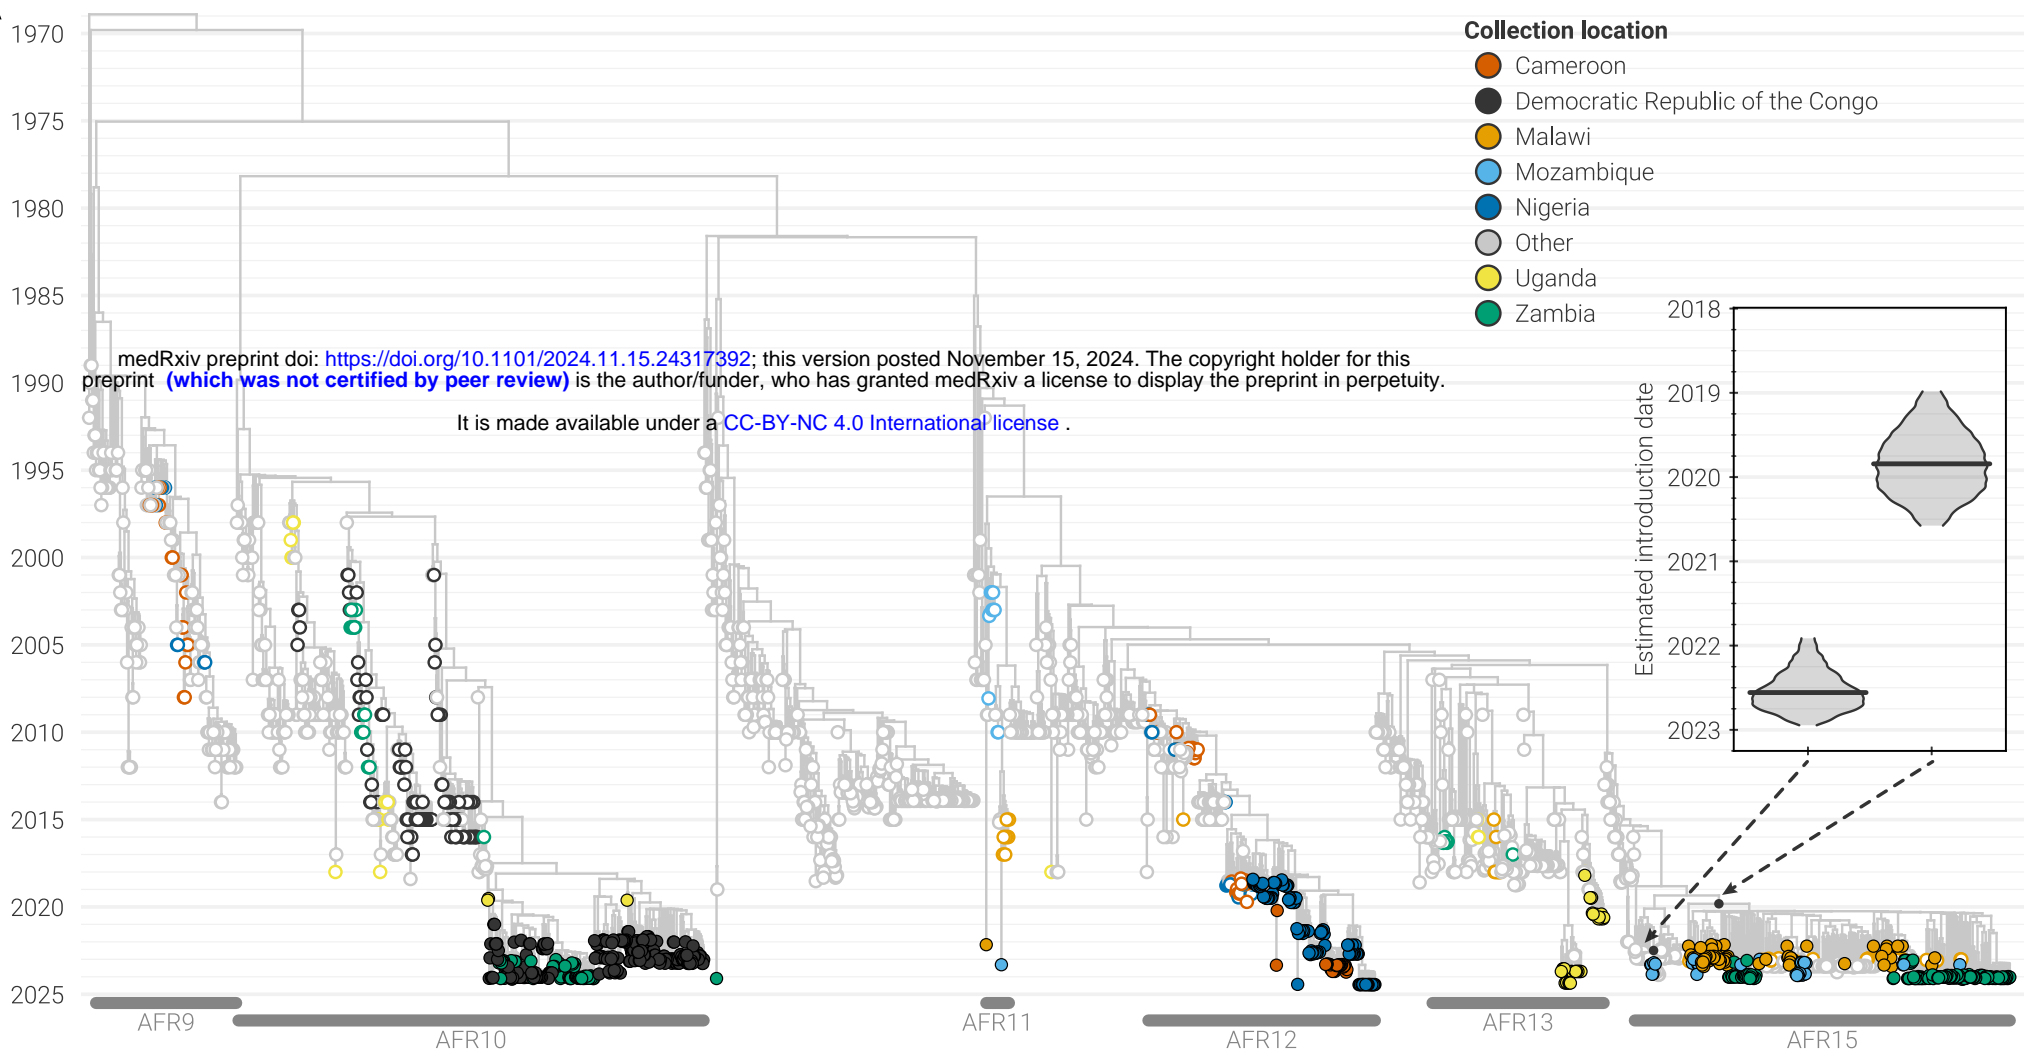 1970
1975
1980
1985
1990
1995
2000
2005
2010
2015
2020
2025
Collection location
Cameroon
Democratic Republic of the Congo
Malawi
Mozambique
Nigeria
Other
Uganda
Zambia
medRxiv preprint doi: https://doi.org/10.1101/2024.11.15.24317392; this version posted November 15, 2024. The copyright holder for this
preprint (which was not certified by peer review) is the author/funder, who has granted medRxiv a license to display the preprint in perpetuity.
It is made available under a CC-BY-NC 4.0 International license .
Estimated introduction date
2018
2019
2020
2021
2022
2023
AFR9
AFR10
AFR11
AFR12
AFR13
AFR15